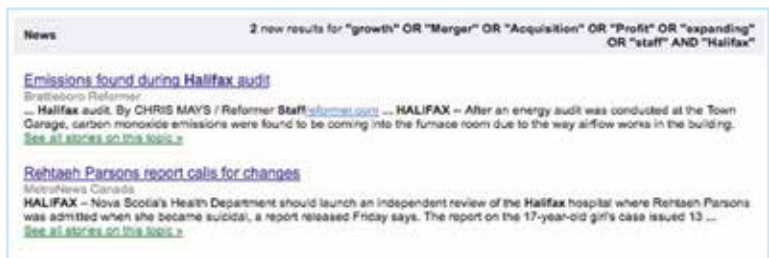 News
2 new results for "growth" OR "Merger" OR "Acquisition" OR "Profit" OR "expanding"
OR "staff" AND "Halifax"
Emissions found during Halifax audit
Brattleboro Reformer
... Halifax audit. By CHRIS MAYS / Reformer Staffreformer.com ... HALIFAX -- After an energy audit was conducted at the Town
Garage, carbon monoxide emissions were found to be coming into the furnace room due to the way airflow works in the building.
See all stories on this topic »
Rehtaeh Parsons report calls for changes
MetroNews Canada
HALIFAX – Nova Scotia's Health Department should launch an independent review of the Halifax hospital where Rehtaeh Parsons
was admitted when she became suicidal, a report released Friday says. The report on the 17-year-old girl's case issued 13 ...
See all stories on this topic »